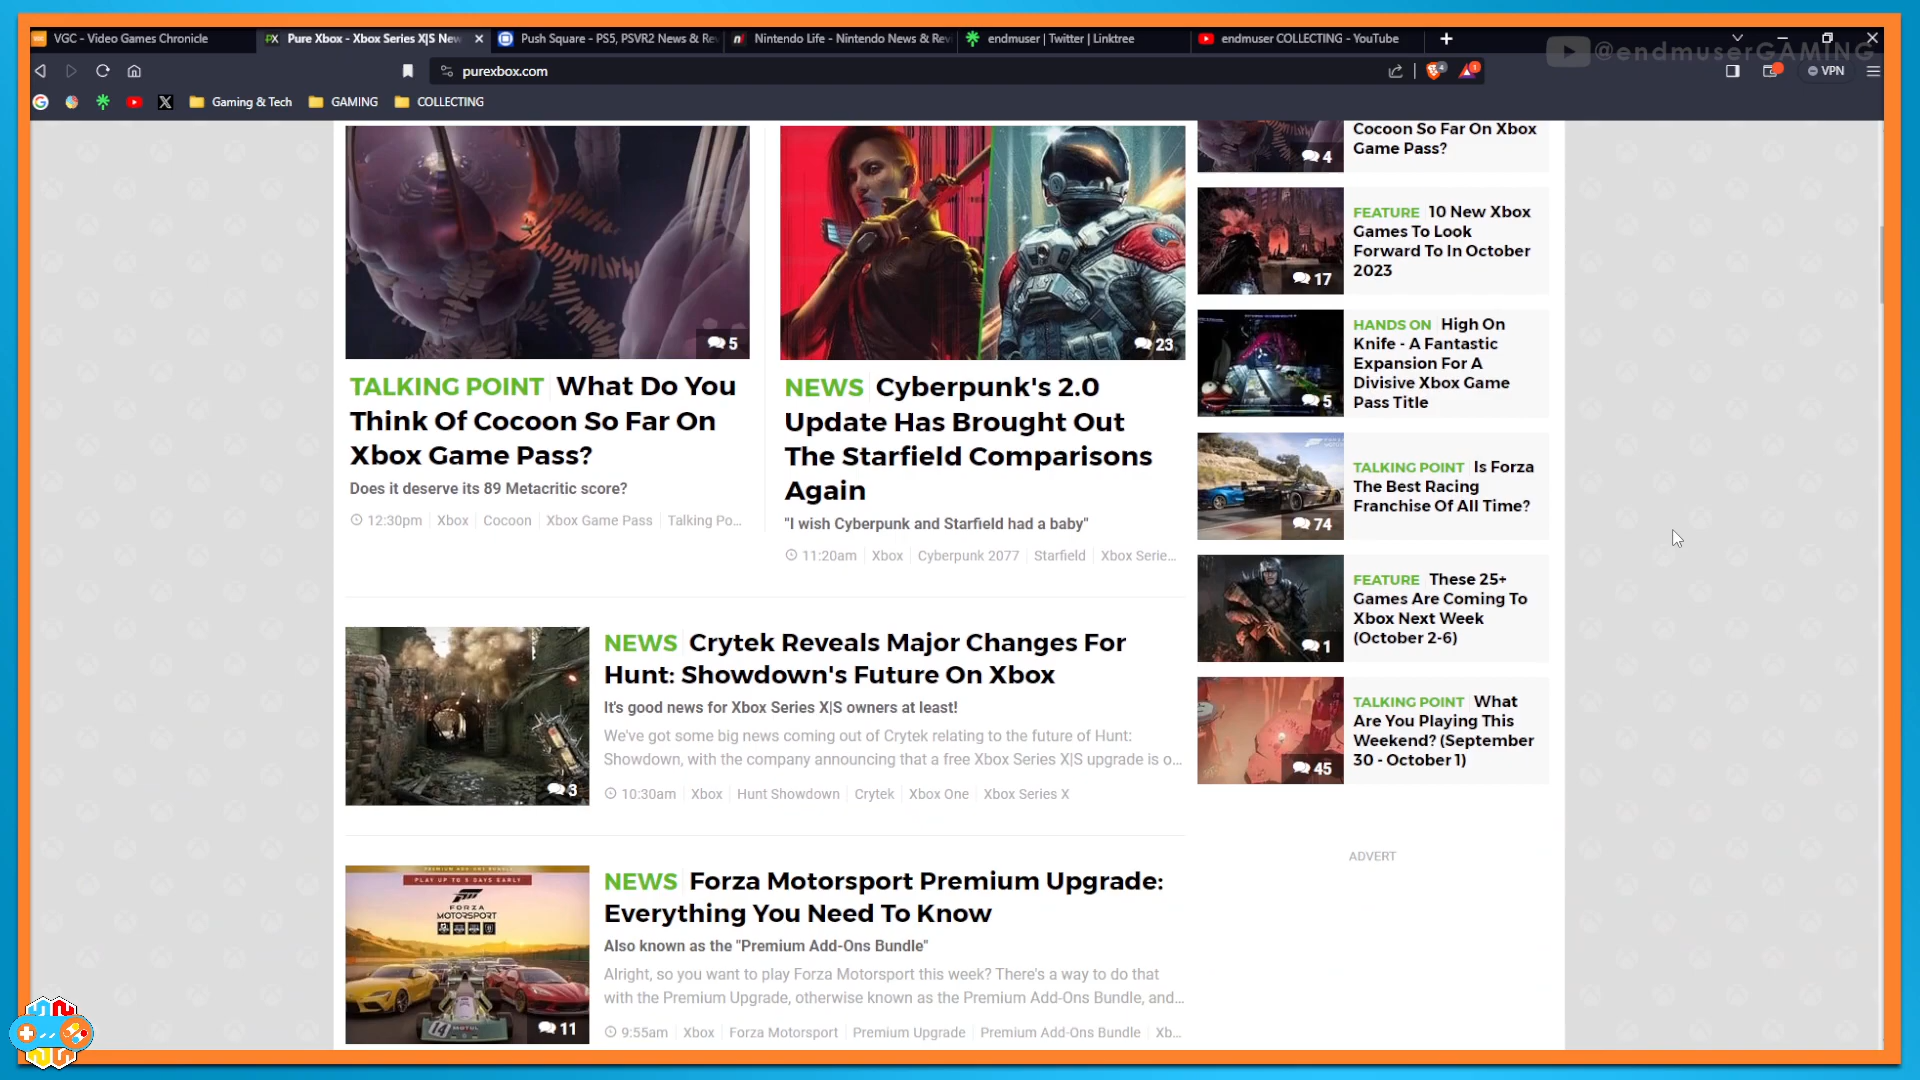 VGC - Video Games Chronicle
Pure Xbox - Xbox Series X|S New
Push Square - PS5, PSVR2 News & Re
Nintendo Life - Nintendo News & Rev
endmuser | Twitter | Linktree
endmuser COLLECTING - YouTube
@endmuserGAMING
purexbox.com
4
1
VPN
Gaming & Tech
GAMING
COLLECTING
5
TALKING POINT What Do You
Think Of Cocoon So Far On
Xbox Game Pass?
Does it deserve its 89 Metacritic score?
12:30pm Xbox Cocoon Xbox Game Pass Talking Po...
23
NEWS Cyberpunk's 2.0
Update Has Brought Out
The Starfield Comparisons
Again
"I wish Cyberpunk and Starfield had a baby"
11:20am Xbox Cyberpunk 2077 Starfield Xbox Serie...
3
NEWS Crytek Reveals Major Changes For
Hunt: Showdown's Future On Xbox
It's good news for Xbox Series X|S owners at least!
We've got some big news coming out of Crytek relating to the future of Hunt:
Showdown, with the company announcing that a free Xbox Series X|S upgrade is o...
10:30am Xbox Hunt Showdown Crytek Xbox One Xbox Series X
PREMIUM ADD-ONS BUNDLE
PLAY UP TO 5 DAYS EARLY
FORZA
MOTORSPORT
14
MOTUL
11
NEWS Forza Motorsport Premium Upgrade:
Everything You Need To Know
Also known as the "Premium Add-Ons Bundle"
Alright, so you want to play Forza Motorsport this week? There's a way to do that
with the Premium Upgrade, otherwise known as the Premium Add-Ons Bundle, and...
9:55am Xbox Forza Motorsport Premium Upgrade Premium Add-Ons Bundle Xb...
4
Cocoon So Far On Xbox
Game Pass?
17
FEATURE 10 New Xbox
Games To Look
Forward To In October
2023
5
HANDS ON High On
Knife - A Fantastic
Expansion For A
Divisive Xbox Game
Pass Title
74
TALKING POINT Is Forza
The Best Racing
Franchise Of All Time?
1
FEATURE These 25+
Games Are Coming To
Xbox Next Week
(October 2-6)
45
TALKING POINT What
Are You Playing This
Weekend? (September
30 - October 1)
ADVERT